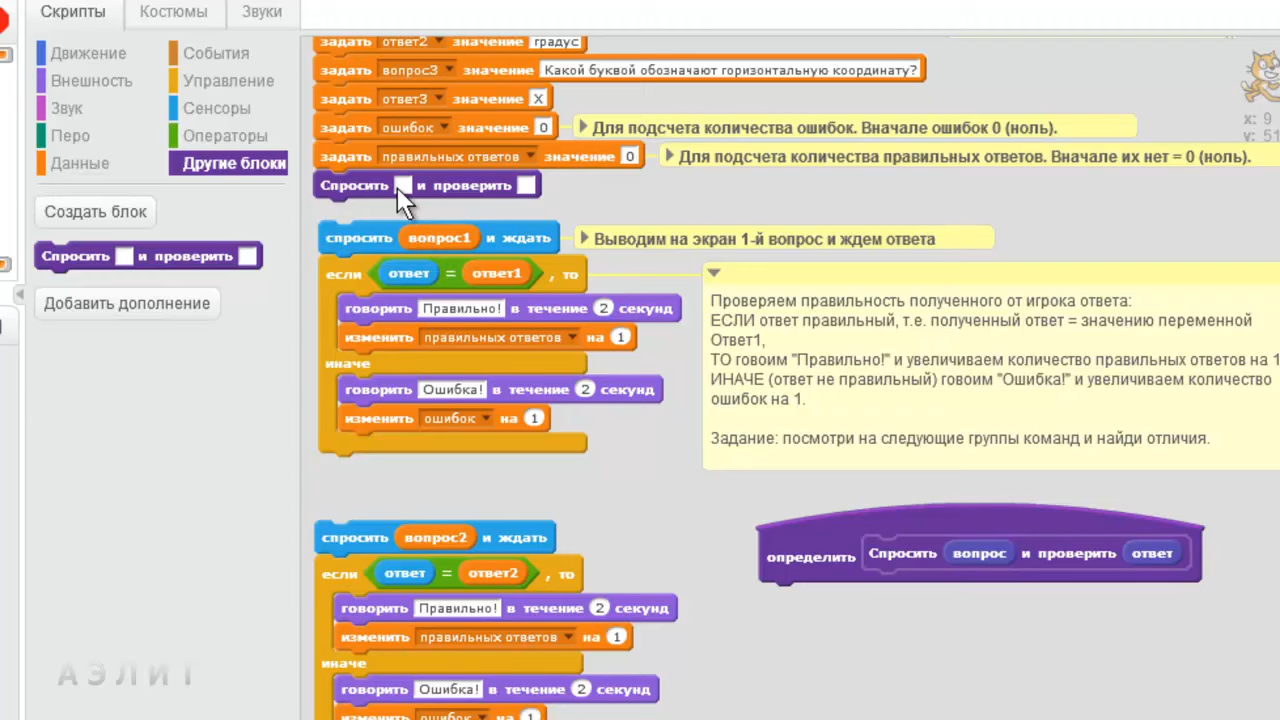 Скрипты
Костюмы
Звуки
Движение
События
Внешность
Управление
Звук
Сенсоры
Перо
Операторы
Данные
Другие блоки
Создать блок
Спросить и проверить
Добавить дополнение
АЭЛИТ
задать ответ2 значение градус
задать вопрос3 значение Какой буквой обозначают горизонтальную координату?
задать ответ3 значение X
задать ошибок значение 0
Для подсчета количества ошибок. Вначале ошибок 0 (ноль).
задать правильных ответов значение 0
Для подсчета количества правильных ответов. Вначале их нет = 0 (ноль).
Спросить и проверить
спросить вопрос1 и ждать
Выводим на экран 1-й вопрос и ждем ответа
если ответ = ответ1 , то
говорить Правильно! в течение 2 секунд
изменить правильных ответов на 1
иначе
говорить Ошибка! в течение 2 секунд
изменить ошибок на 1
Проверяем правильность полученного от игрока ответа:
ЕСЛИ ответ правильный, т.е. полученный ответ = значению переменной
Ответ1,
ТО говоим "Правильно!" и увеличиваем количество правильных ответов на 1
ИНАЧЕ (ответ не правильный) говоим "Ошибка!" и увеличиваем количество
ошибок на 1.
Задание: посмотри на следующие группы команд и найди отличия.
x: 9
y: 51
спросить вопрос2 и ждать
если ответ = ответ2 , то
говорить Правильно! в течение 2 секунд
изменить правильных ответов на 1
иначе
говорить Ошибка! в течение 2 секунд
изменить ошибок на 1
определить Спросить вопрос и проверить ответ